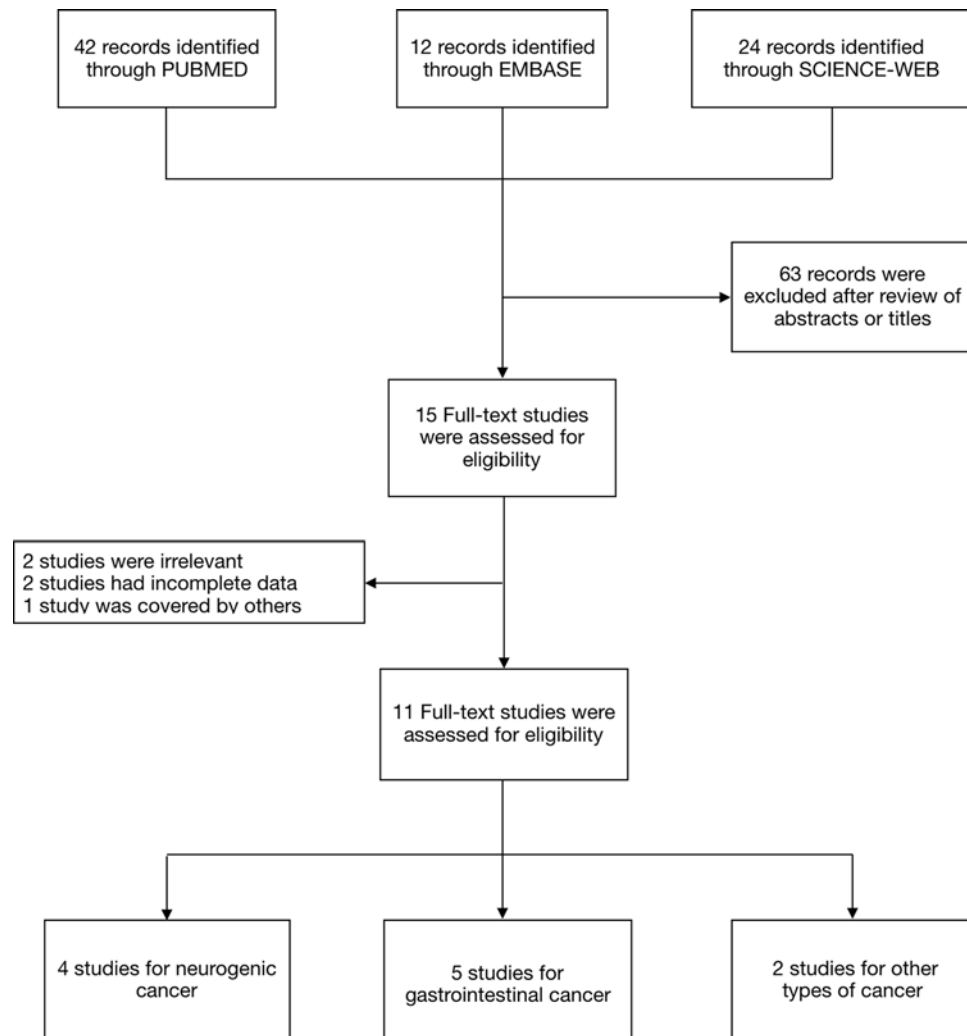 42 records identified
through PUBMED
12 records identified
through EMBASE
24 records identified
through SCIENCE-WEB
63 records were
excluded after review of
abstracts or titles
15 Full-text studies
were assessed for
eligibility
2 studies were irrelevant
2 studies had incomplete data
1 study was covered by others
11 Full-text studies were
assessed for eligibility
4 studies for neurogenic
cancer
5 studies for
gastrointestinal cancer
2 studies for other
types of cancer